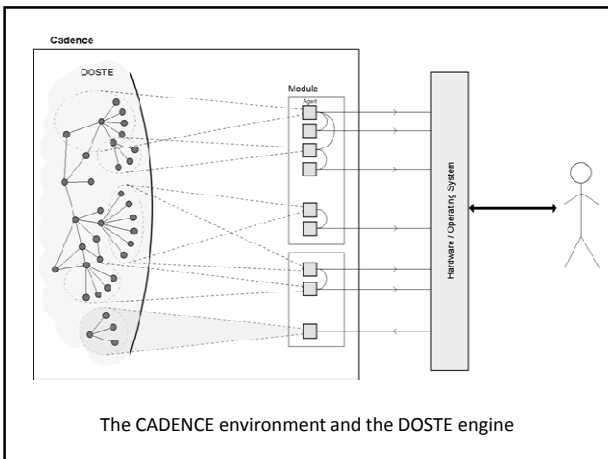 Cadence
DOSTE
Module
Agent
Hardware / Operating System
The CADENCE environment and the DOSTE engine